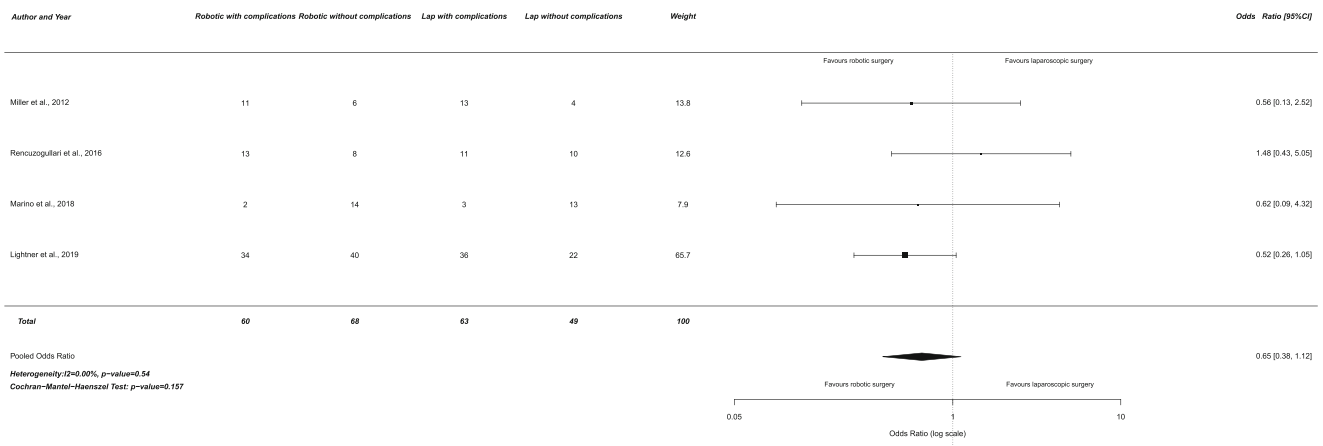 Author and Year Robotic with complications Robotic without complications Lap with complications Lap without complications Weight Odds Ratio [95%CI]
Favours robotic surgery Favours laparoscopic surgery
Miller et al., 2012 11 6 13 4 13.8 0.56 [0.13, 2.52]
Rencuzogullari et al., 2016 13 8 11 10 12.6 1.48 [0.43, 5.05]
Marino et al., 2018 2 14 3 13 7.9 0.62 [0.09, 4.32]
Lightner et al., 2019 34 40 36 22 65.7 0.52 [0.26, 1.05]
Total 60 68 63 49 100
Pooled Odds Ratio 0.65 [0.38, 1.12]
Heterogeneity:I2=0.00%, p−value=0.54
Cochran−Mantel−Haenszel Test: p−value=0.157
Favours robotic surgery Favours laparoscopic surgery
0.05 1 10
Odds Ratio (log scale)